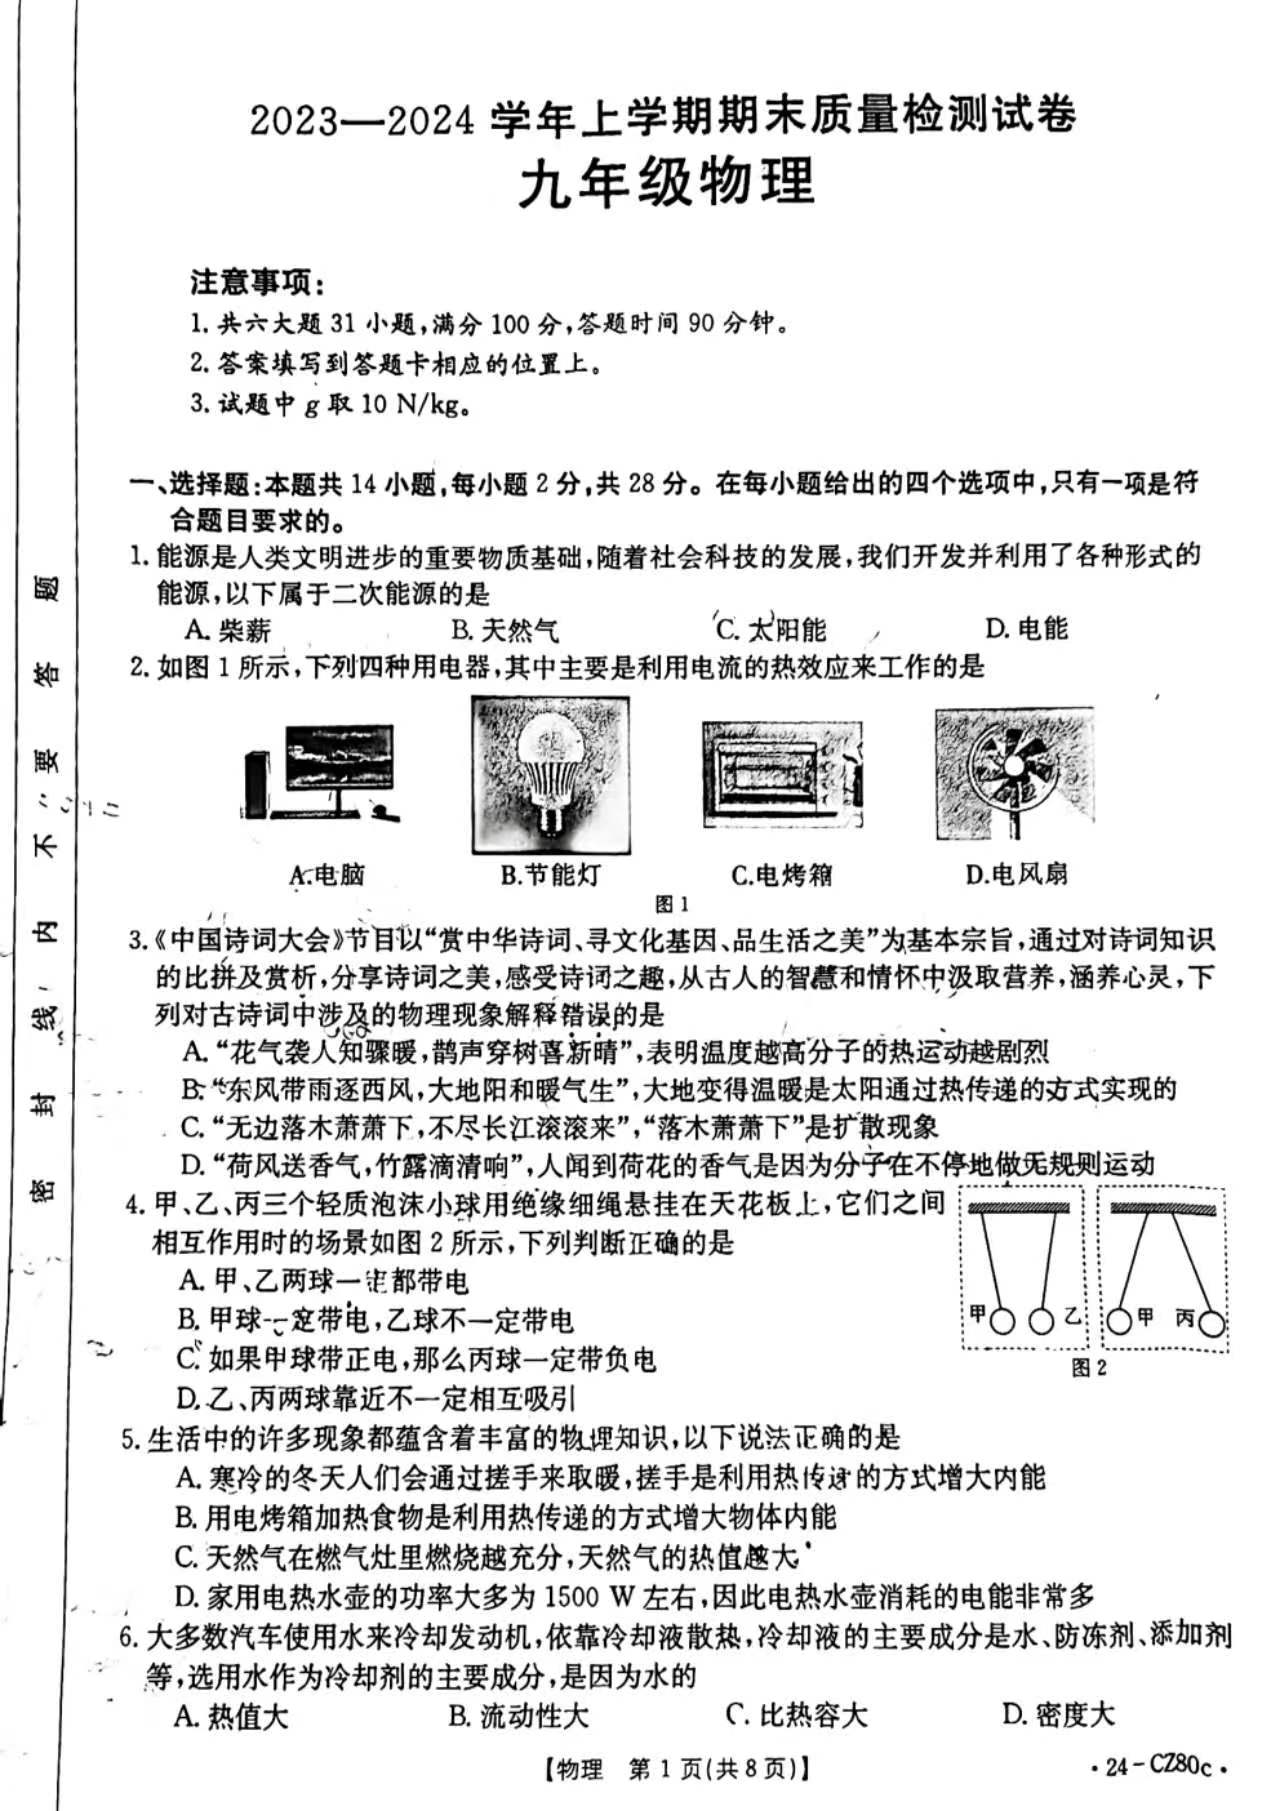 2023—2024 学年上学期期末质量检测试卷
九年级物理
注意事项:
1. 共六大题 31 小题,满分 100 分,答题时间 90 分钟。
2. 答案填写到答题卡相应的位置上。
3. 试题中 g 取 10 N/kg。
一、选择题:本题共 14 小题,每小题 2 分,共 28 分。在每小题给出的四个选项中,只有一项是符
合题目要求的。
1. 能源是人类文明进步的重要物质基础,随着社会科技的发展,我们开发并利用了各种形式的
能源,以下属于二次能源的是
A. 柴薪 B. 天然气 C. 太阳能 D. 电能
2. 如图 1 所示,下列四种用电器,其中主要是利用电流的热效应来工作的是
A.电脑 B.节能灯 C.电烤箱 D.电风扇
图 1
3.《中国诗词大会》节目以“赏中华诗词、寻文化基因、品生活之美”为基本宗旨,通过对诗词知识
的比拼及赏析,分享诗词之美,感受诗词之趣,从古人的智慧和情怀中汲取营养,涵养心灵,下
列对古诗词中涉及的物理现象解释错误的是
A. “花气袭人知骤暖,鹊声穿树喜新晴”,表明温度越高分子的热运动越剧烈
B. “东风带雨逐西风,大地阳和暖气生”,大地变得温暖是太阳通过热传递的方式实现的
C. “无边落木萧萧下,不尽长江滚滚来”,“落木萧萧下”是扩散现象
D. “荷风送香气,竹露滴清响”,人闻到荷花的香气是因为分子在不停地做无规则运动
4. 甲、乙、丙三个轻质泡沫小球用绝缘细绳悬挂在天花板上,它们之间
相互作用时的场景如图 2 所示,下列判断正确的是
A. 甲、乙两球一定都带电
B. 甲球一定带电,乙球不一定带电
C. 如果甲球带正电,那么丙球一定带负电
D. 乙、丙两球靠近不一定相互吸引
甲 乙 甲 丙
图 2
5. 生活中的许多现象都蕴含着丰富的物理知识,以下说法正确的是
A. 寒冷的冬天人们会通过搓手来取暖,搓手是利用热传递的方式增大内能
B. 用电烤箱加热食物是利用热传递的方式增大物体内能
C. 天然气在燃气灶里燃烧越充分,天然气的热值越大
D. 家用电热水壶的功率大多为 1500 W 左右,因此电热水壶消耗的电能非常多
6. 大多数汽车使用水来冷却发动机,依靠冷却液散热,冷却液的主要成分是水、防冻剂、添加剂
等,选用水作为冷却剂的主要成分,是因为水的
A. 热值大 B. 流动性大 C. 比热容大 D. 密度大
【物理 第 1 页(共 8 页)】
·24－CZ80c·
密 封 线 内 不 要 答 题